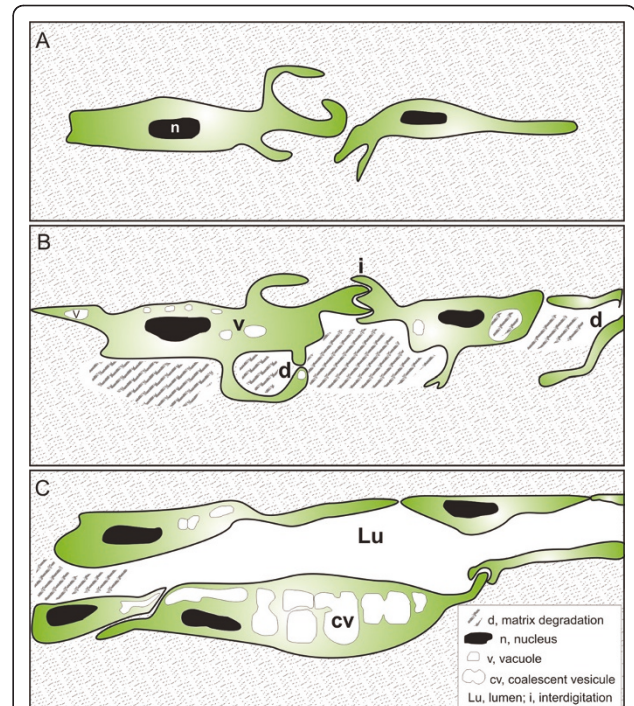 A
n
B
i
v
v
d
d
C
Lu
cv
d, matrix degradation
n, nucleus
v, vacuole
cv, coalescent vesicule
Lu, lumen; i, interdigitation